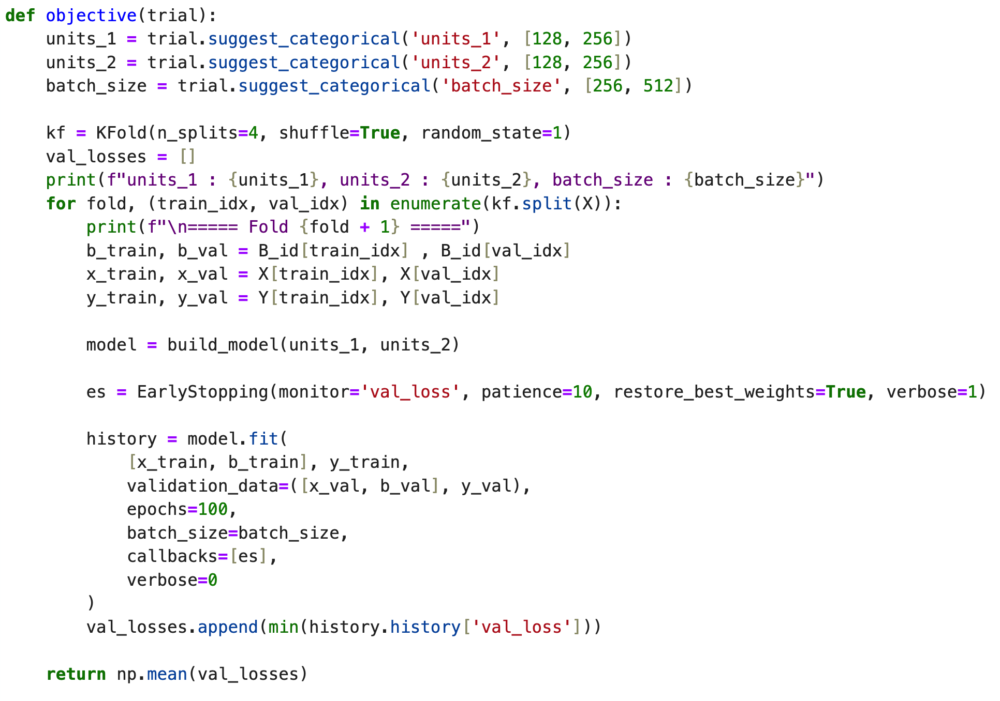 def objective(trial):
    units_1 = trial.suggest_categorical('units_1', [128, 256])
    units_2 = trial.suggest_categorical('units_2', [128, 256])
    batch_size = trial.suggest_categorical('batch_size', [256, 512])

    kf = KFold(n_splits=4, shuffle=True, random_state=1)
    val_losses = []
    print(f"units_1 : {units_1}, units_2 : {units_2}, batch_size : {batch_size}")
    for fold, (train_idx, val_idx) in enumerate(kf.split(X)):
        print(f"\n===== Fold {fold + 1} =====")
        b_train, b_val = B_id[train_idx] , B_id[val_idx]
        x_train, x_val = X[train_idx], X[val_idx]
        y_train, y_val = Y[train_idx], Y[val_idx]

        model = build_model(units_1, units_2)

        es = EarlyStopping(monitor='val_loss', patience=10, restore_best_weights=True, verbose=1)

        history = model.fit(
            [x_train, b_train], y_train,
            validation_data=([x_val, b_val], y_val),
            epochs=100,
            batch_size=batch_size,
            callbacks=[es],
            verbose=0
        )
        val_losses.append(min(history.history['val_loss']))

    return np.mean(val_losses)